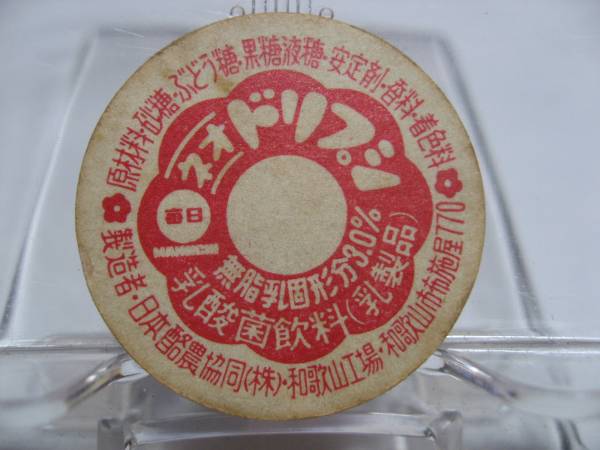 原材料・砂糖・ぶどう糖・果糖液糖・安定剤・香料・着色料
ネオドリプシ
毎日
MAINICHI
無脂乳固形分3.0%
乳酸菌飲料(乳製品)
製造者・日本酪農協同(株)・和歌山工場・和歌山市布施屋770